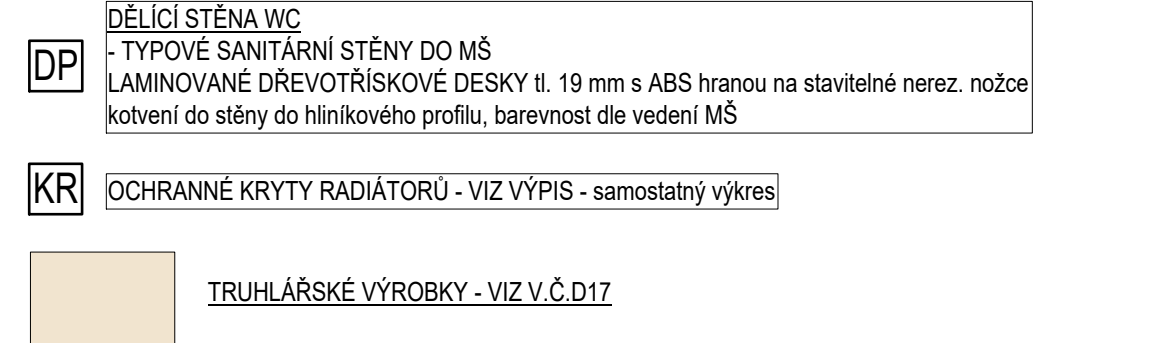 DĚLÍCÍ STĚNA WC
DP
- TYPOVÉ SANITÁRNÍ STĚNY DO MŠ
LAMINOVANÉ DŘEVOTŘÍSKOVÉ DESKY tl. 19 mm s ABS hranou na stavitelné nerez. nožce
kotvení do stěny do hliníkového profilu, barevnost dle vedení MŠ
KR
OCHRANNÉ KRYTY RADIÁTORŮ - VIZ VÝPIS - samostatný výkres
TRUHLÁŘSKÉ VÝROBKY - VIZ V.Č.D17